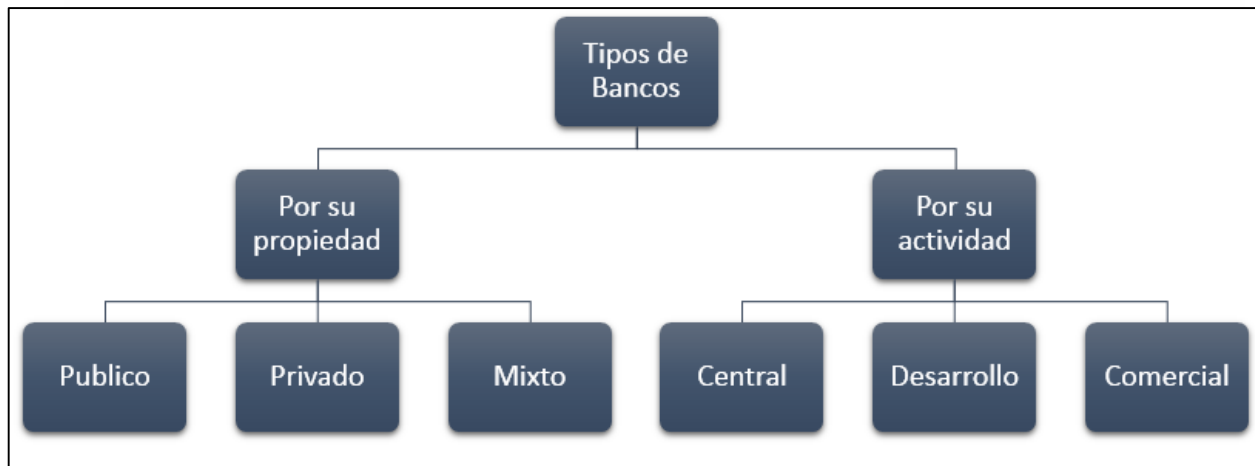 Tipos de
Bancos
Por su
propiedad
Por su
actividad
Publico
Privado
Mixto
Central
Desarrollo
Comercial